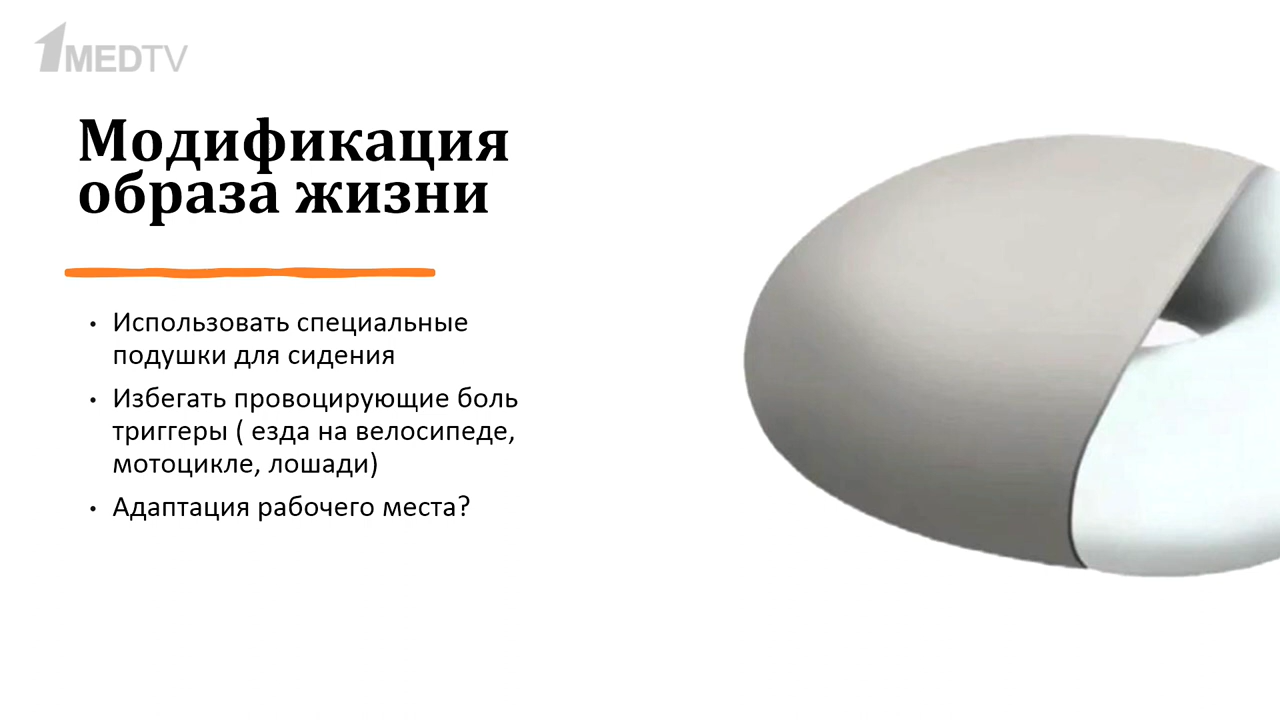 1MEDTV
Модификация
образа жизни
• Использовать специальные
подушки для сидения
• Избегать провоцирующие боль
триггеры ( езда на велосипеде,
мотоцикле, лошади)
• Адаптация рабочего места?